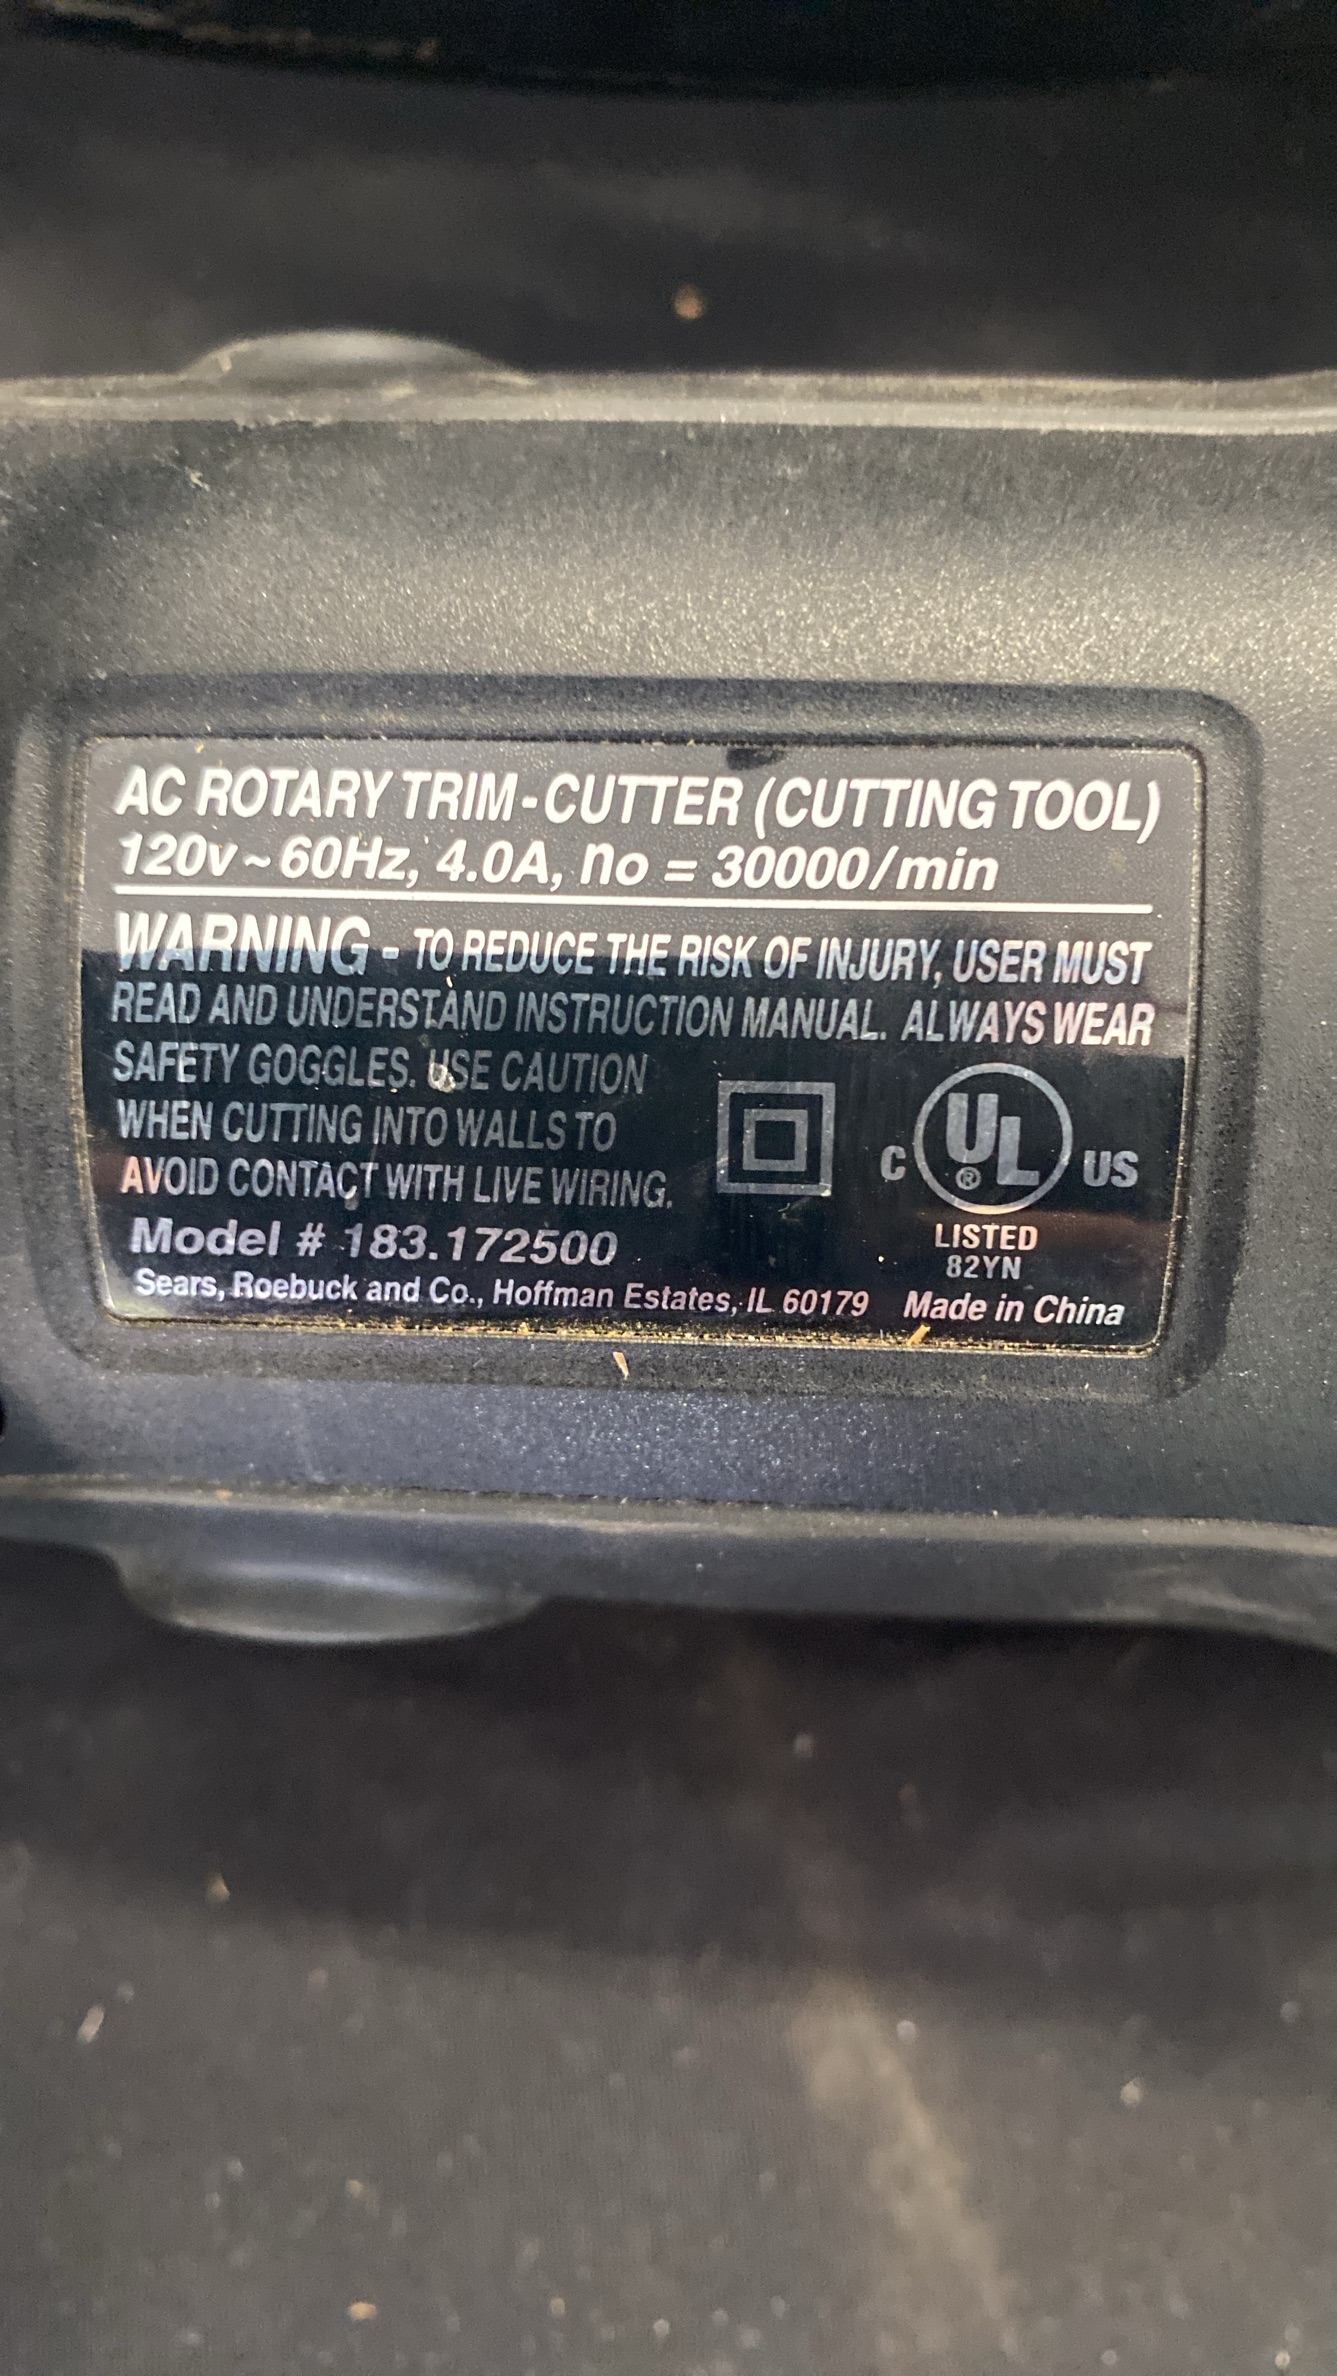 AC ROTARY TRIM-CUTTER (CUTTING TOOL)
120v~60Hz, 4.0A, no = 30000/min
WARNING - TO REDUCE THE RISK OF INJURY, USER MUST
READ AND UNDERSTAND INSTRUCTION MANUAL. ALWAYS WEAR
SAFETY GOGGLES. USE CAUTION
WHEN CUTTING INTO WALLS TO
AVOID CONTACT WITH LIVE WIRING.
C UL ® US
LISTED
82YN
Model # 183.172500
Sears, Roebuck and Co., Hoffman Estates, IL 60179 Made in China